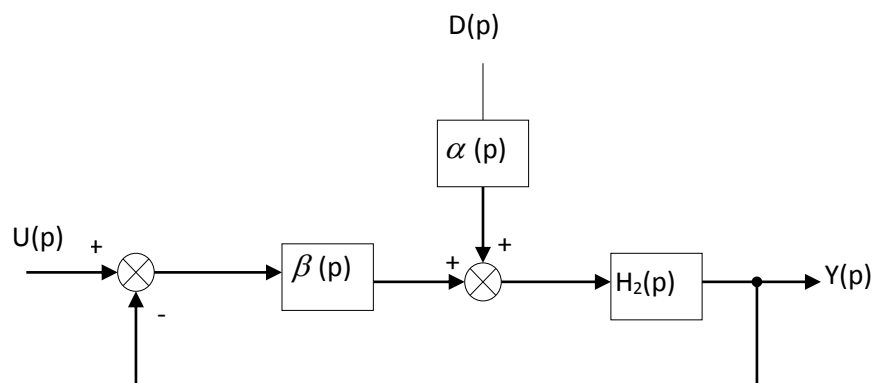 D(p)
α (p)
U(p)
+
+
+
β (p)
H₂(p)
Y(p)
-